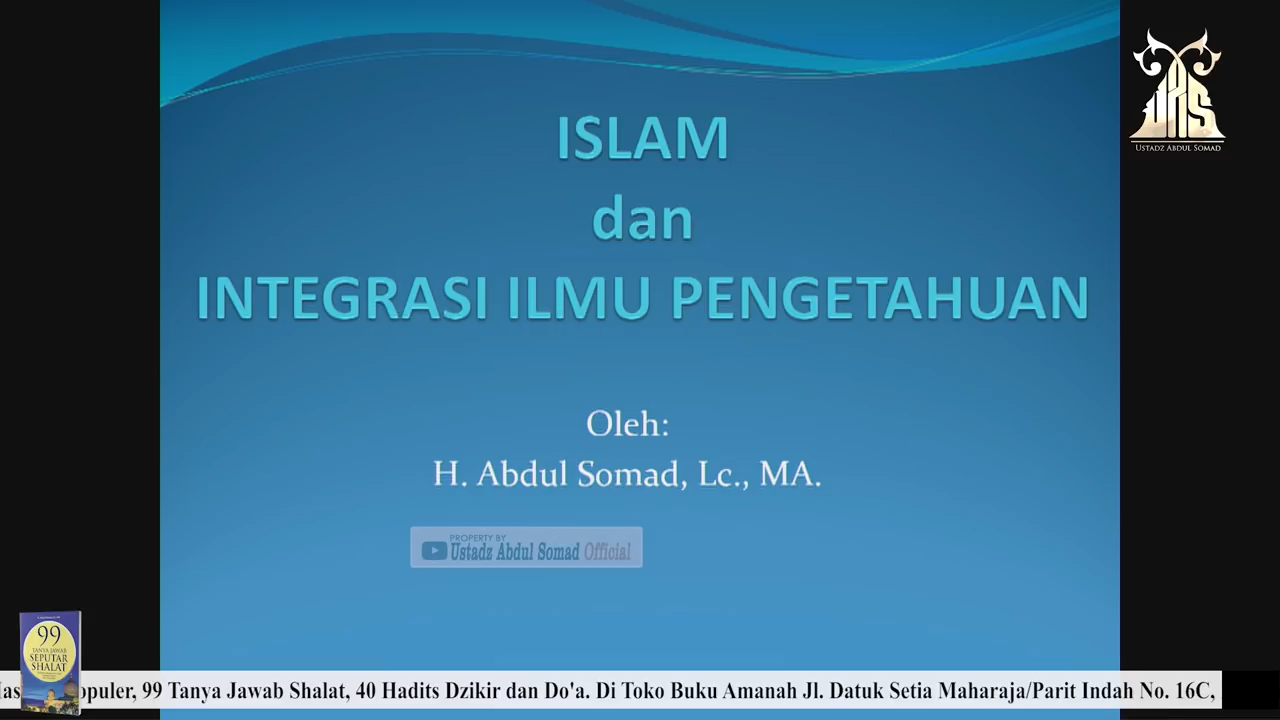 ISLAM
dan
INTEGRASI ILMU PENGETAHUAN
Oleh:
H. Abdul Somad, Lc., MA.
PROPERTY BY
Ustadz Abdul Somad Official
UAS
USTADZ ABDUL SOMAD
99
TANYA JAWAB
SEPUTAR
SHALAT
opuler, 99 Tanya Jawab Shalat, 40 Hadits Dzikir dan Do'a. Di Toko Buku Amanah Jl. Datuk Setia Maharaja/Parit Indah No. 16C,